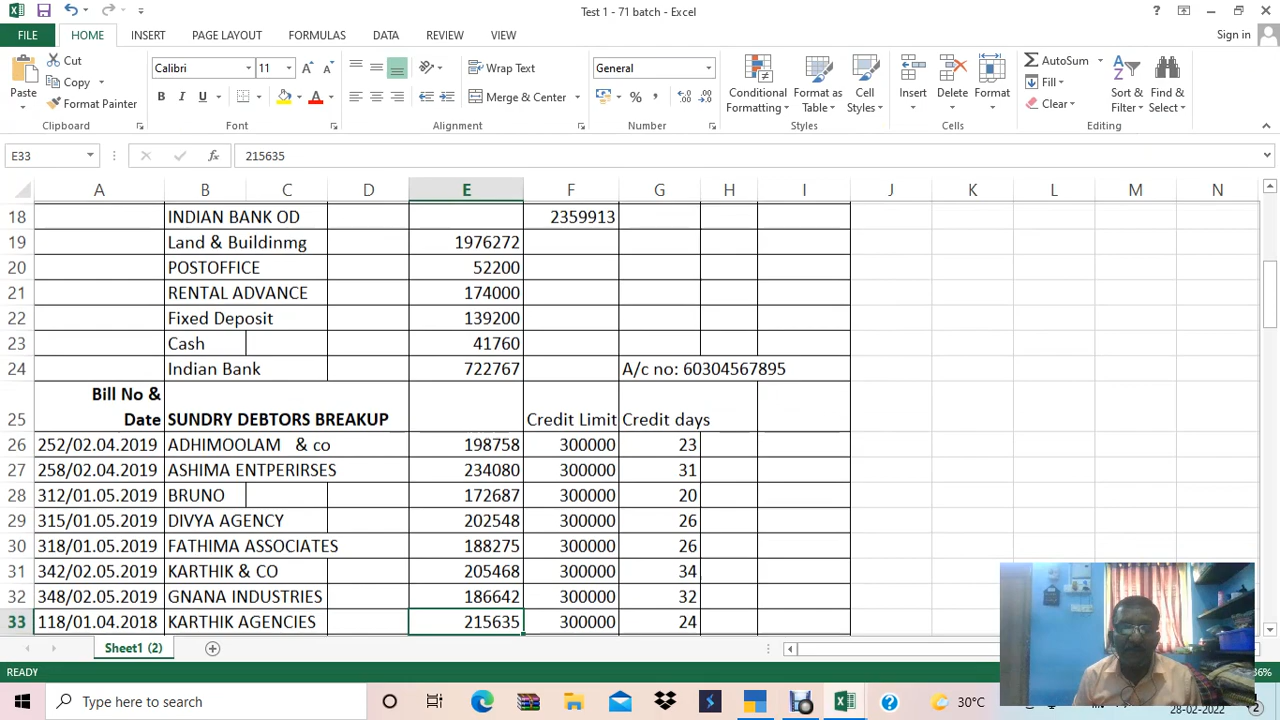 Test 1 - 71 batch - Excel
FILE HOME INSERT PAGE LAYOUT FORMULAS DATA REVIEW VIEW Sign in
Cut
Copy
Format Painter
Paste
Clipboard
Calibri 11
B I U
Font
Wrap Text
Merge & Center
Alignment
General
%
Number
Conditional Formatting
Format as Table
Cell Styles
Styles
Insert Delete Format
Cells
AutoSum
Fill
Clear
Sort & Filter
Find & Select
Editing
E33 fx 215635
A B C D E F G H I J K L M N
18 INDIAN BANK OD 2359913
19 Land & Buildinmg 1976272
20 POSTOFFICE 52200
21 RENTAL ADVANCE 174000
22 Fixed Deposit 139200
23 Cash 41760
24 Indian Bank 722767 A/c no: 60304567895
Bill No &
25 Date SUNDRY DEBTORS BREAKUP Credit Limit Credit days
26 252/02.04.2019 ADHIMOOLAM & co 198758 300000 23
27 258/02.04.2019 ASHIMA ENTPERIRSES 234080 300000 31
28 312/01.05.2019 BRUNO 172687 300000 20
29 315/01.05.2019 DIVYA AGENCY 202548 300000 26
30 318/01.05.2019 FATHIMA ASSOCIATES 188275 300000 26
31 342/02.05.2019 KARTHIK & CO 205468 300000 34
32 348/02.05.2019 GNANA INDUSTRIES 186642 300000 32
33 118/01.04.2018 KARTHIK AGENCIES 215635 300000 24
Sheet1 (2)
READY
Type here to search
30°C
28-02-2022